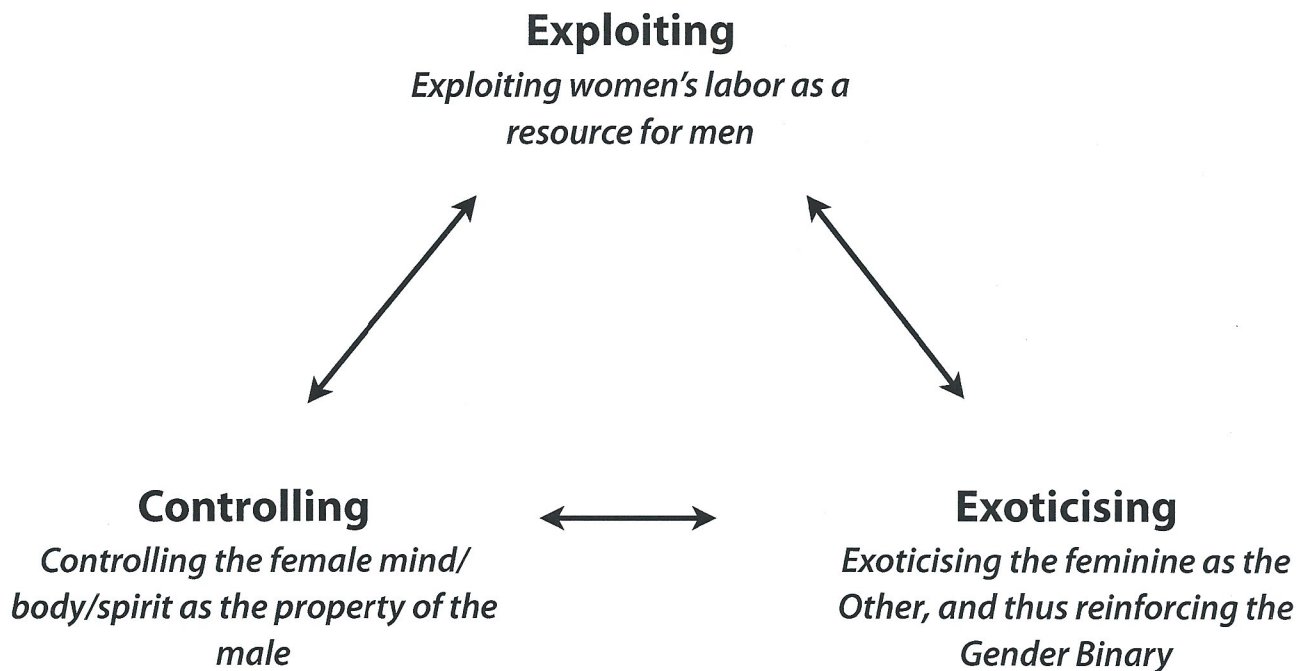 Exploiting
Exploiting women's labor as a
resource for men
Controlling
Controlling the female mind/
body/spirit as the property of the
male
Exoticising
Exoticising the feminine as the
Other, and thus reinforcing the
Gender Binary